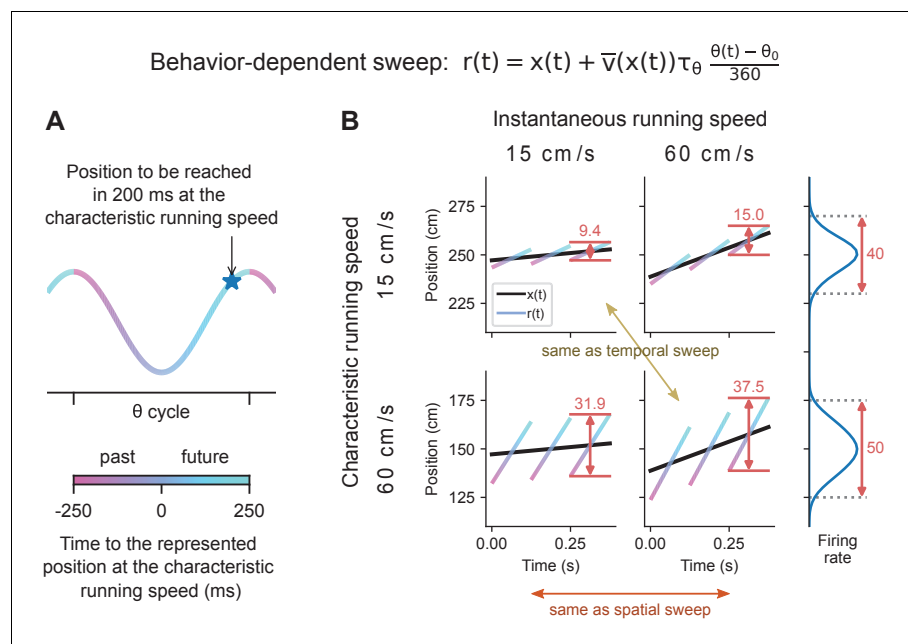 Behavior-dependent sweep: r(t) = x(t) + v̅(x(t))τ_θ (θ(t) − θ₀)/360
A
Position to be reached
in 200 ms at the
characteristic running speed
θ cycle
past future
-250 0 250
Time to the represented
position at the characteristic
running speed (ms)
B
Instantaneous running speed
15 cm/s 60 cm/s
Characteristic running speed
15 cm/s
60 cm/s
Position (cm)
275
250
225
9.4
x(t)
r(t)
15.0
40
same as temporal sweep
Position (cm)
175
150
125
31.9
37.5
50
0.00 0.25
Time (s)
0.00 0.25
Time (s)
Firing
rate
same as spatial sweep